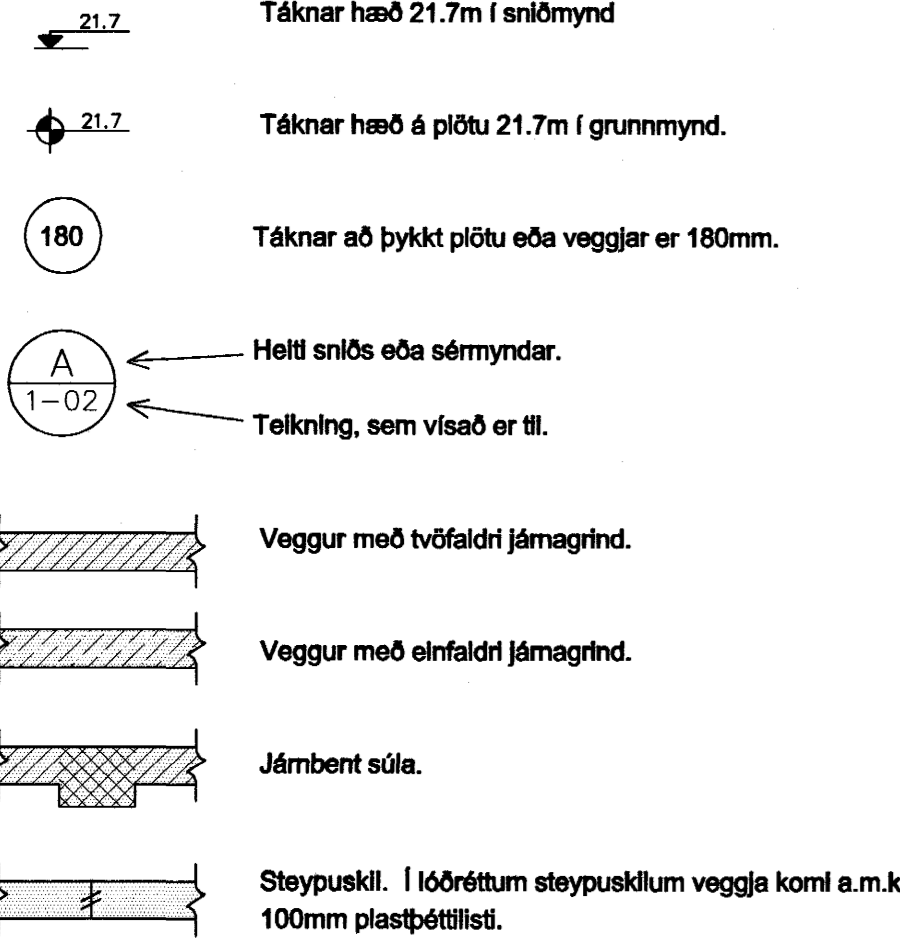 21.7 Táknar hæð 21.7m í sniðmynd
21.7 Táknar hæð á plötu 21.7m í grunnmynd.
180 Táknar að þykkt plötu eða veggjar er 180mm.
A Heiti sniðs eða sérmyndar.
1-02 Teikning, sem vísað er til.
Veggur með tvöfaldri járnagrind.
Veggur með einfaldri járnagrind.
Járnbent súla.
Steypuskil. Í lóðréttum steypuskilum veggja komi a.m.k
100mm plastþéttilisti.